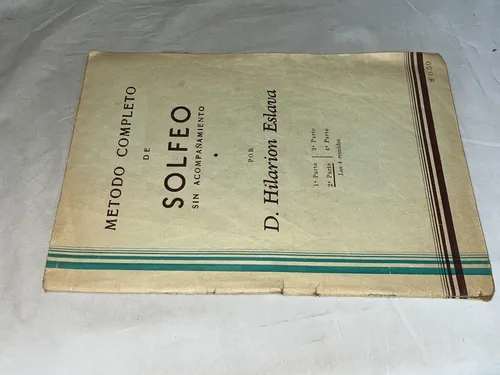 METODO COMPLETO
DE
SOLFEO
SIN ACOMPAÑAMIENTO
POR
D. Hilarion Eslava
1ª Parte 3ª Parte
2ª Parte 4ª Parte
Las 4 reunidas